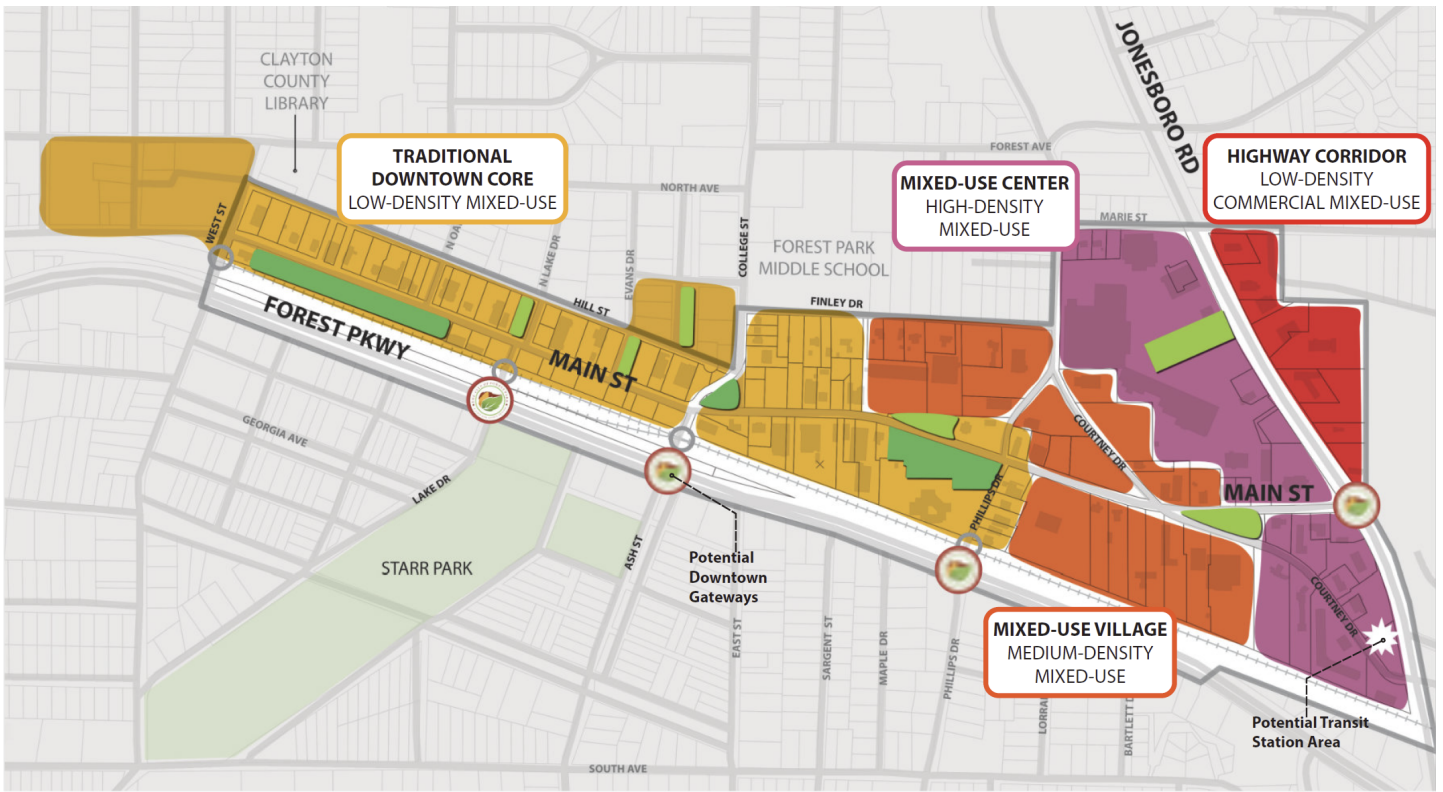 JONESBORO RD
CLAYTON
COUNTY
LIBRARY
TRADITIONAL
DOWNTOWN CORE
LOW-DENSITY MIXED-USE
FOREST AVE
MIXED-USE CENTER
HIGH-DENSITY
MIXED-USE
HIGHWAY CORRIDOR
LOW-DENSITY
COMMERCIAL MIXED-USE
NORTH AVE
WEST ST
N LAKE DR
EVANS DR
COLLEGE ST
MARIE ST
FOREST PARK
MIDDLE SCHOOL
HILL ST
FINLEY DR
FOREST PKWY
MAIN ST
GEORGIA AVE
LAKE DR
COURTNEY DR
MAIN ST
PHILLIPS DR
ASH ST
STARR PARK
Potential
Downtown
Gateways
EAST ST
SARGENT ST
MAPLE DR
PHILLIPS DR
MIXED-USE VILLAGE
MEDIUM-DENSITY
MIXED-USE
COURTNEY DR
BARTLETT
Potential Transit
Station Area
SOUTH AVE